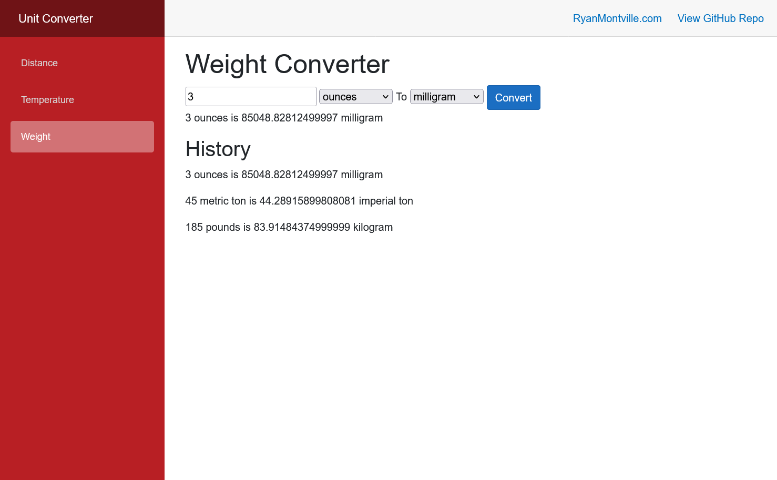 Unit Converter
RyanMontville.com View GitHub Repo
Distance
Temperature
Weight
Weight Converter
3 ounces To milligram Convert
3 ounces is 85048.82812499997 milligram
History
3 ounces is 85048.82812499997 milligram
45 metric ton is 44.28915899808081 imperial ton
185 pounds is 83.91484374999999 kilogram